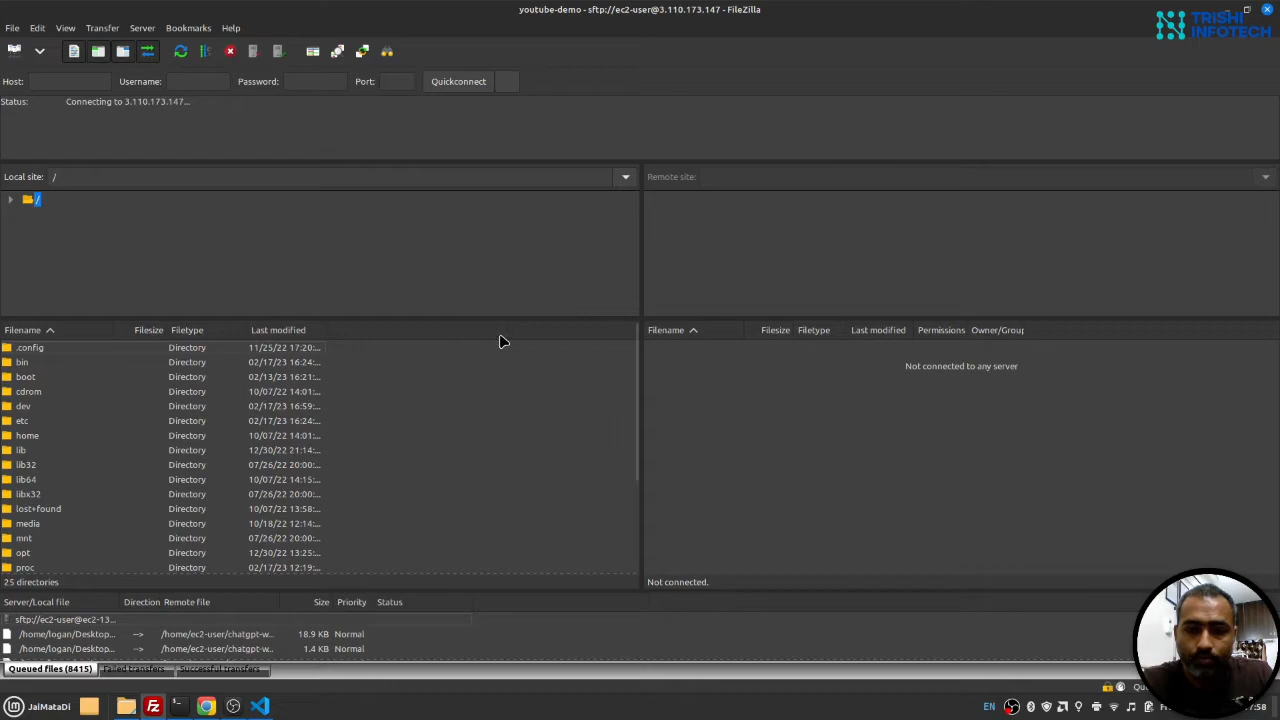 youtube-demo - sftp://ec2-user@3.110.173.147 - FileZilla
TRISHI
INFOTECH
File Edit View Transfer Server Bookmarks Help
Host: Username: Password: Port: Quickconnect
Status: Connecting to 3.110.173.147...
Local site: / Remote site:
/
Filename Filesize Filetype Last modified Filename Filesize Filetype Last modified Permissions Owner/Group
.config Directory 11/25/22 17:20:...
bin Directory 02/17/23 16:24:...
Not connected to any server
boot Directory 02/13/23 16:21:...
cdrom Directory 10/07/22 14:01:...
dev Directory 02/17/23 16:59:...
etc Directory 02/17/23 16:24:...
home Directory 10/07/22 14:01:...
lib Directory 12/30/22 21:14:...
lib32 Directory 07/26/22 20:00:...
lib64 Directory 10/07/22 14:15:...
libx32 Directory 07/26/22 20:00:...
lost+found Directory 10/07/22 13:58:...
media Directory 10/18/22 12:14:...
mnt Directory 07/26/22 20:00:...
opt Directory 12/30/22 13:25:...
proc Directory 02/17/23 12:19:...
25 directories Not connected.
Server/Local file Direction Remote file Size Priority Status
sftp://ec2-user@ec2-13...
/home/logan/Desktop... --> /home/ec2-user/chatgpt-w... 18.9 KB Normal
/home/logan/Desktop... --> /home/ec2-user/chatgpt-w... 1.4 KB Normal
Queued files (8415) Failed transfers Successful transfers
JaiMataDi EN